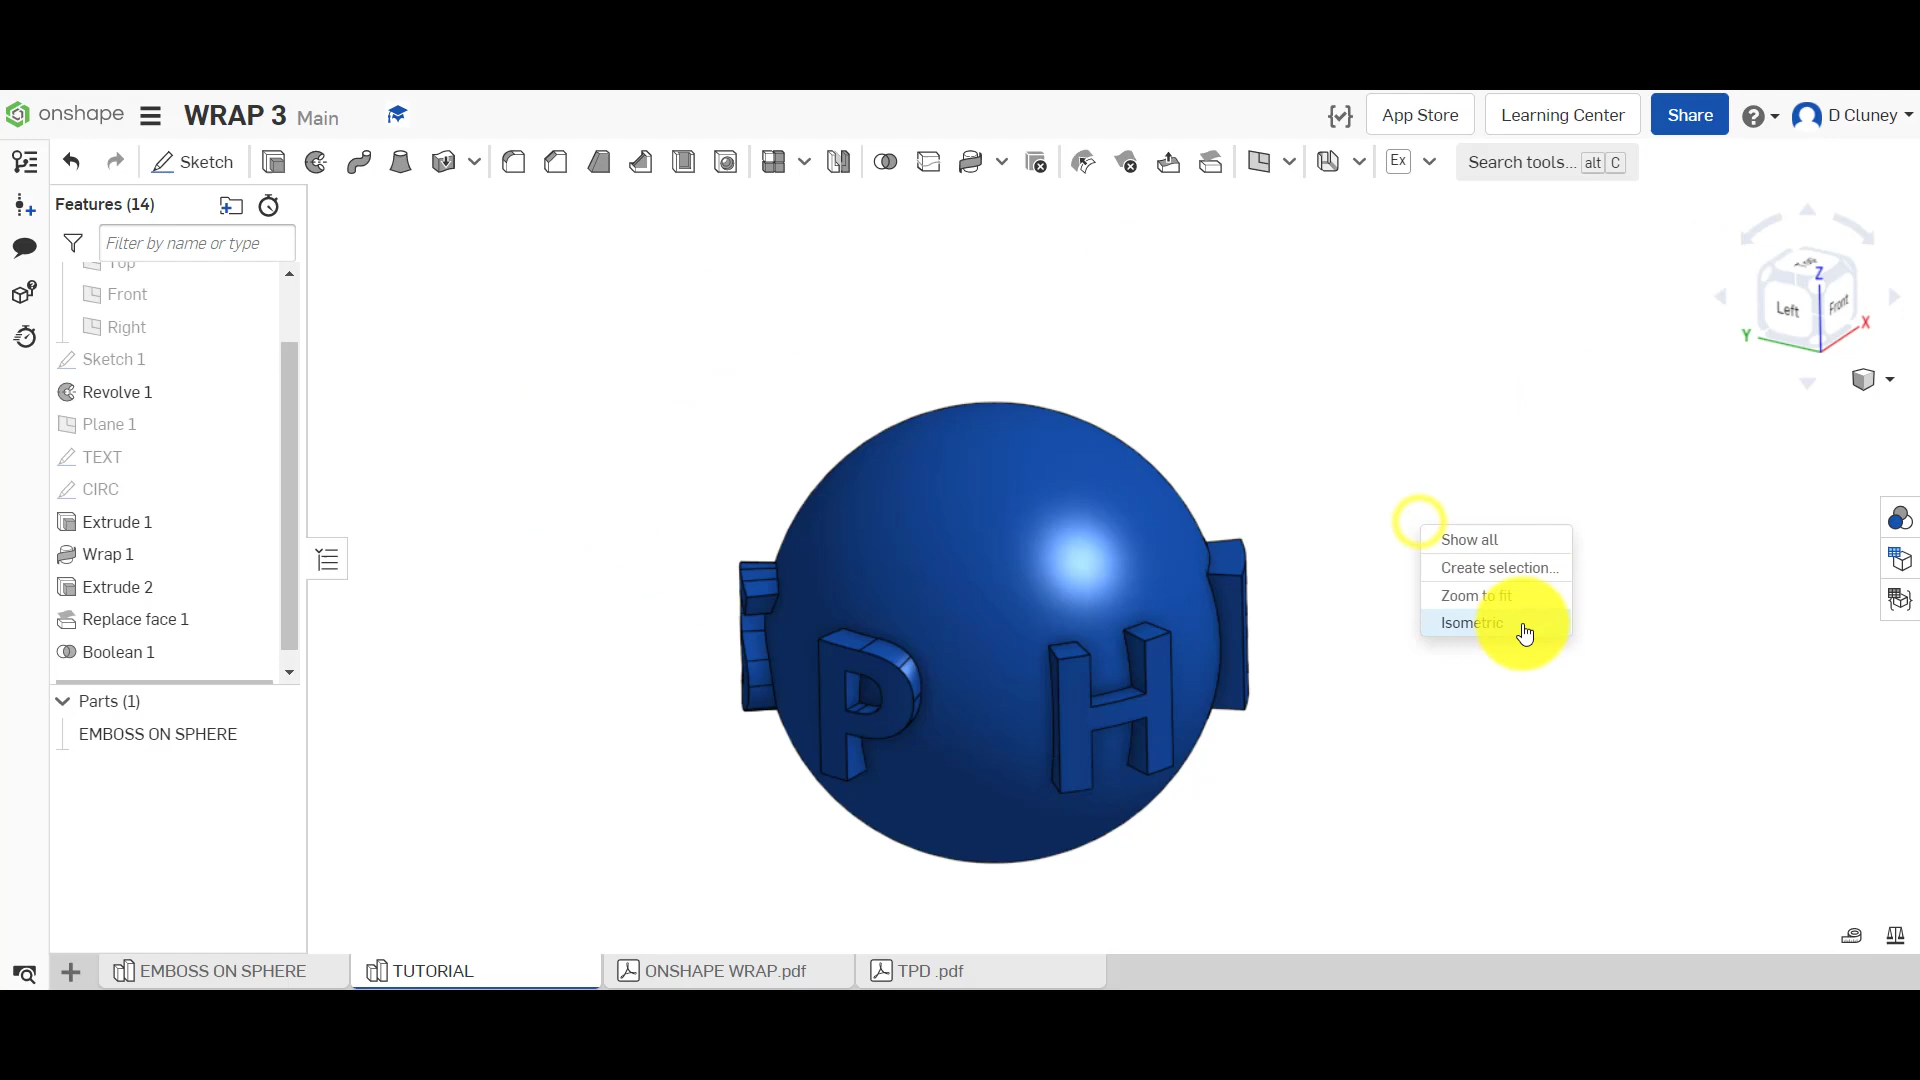 onshape WRAP 3 Main App Store Learning Center Share D Cluney
Sketch Ex Search tools... alt C
Features (14)
Filter by name or type
Top
Front
Right
Sketch 1
Revolve 1
Plane 1
TEXT
CIRC
Extrude 1
Wrap 1
Extrude 2
Replace face 1
Boolean 1
Parts (1)
EMBOSS ON SPHERE
P H
Show all
Create selection...
Zoom to fit
Isometric
Z
Left Front
Y X
EMBOSS ON SPHERE TUTORIAL ONSHAPE WRAP.pdf TPD .pdf